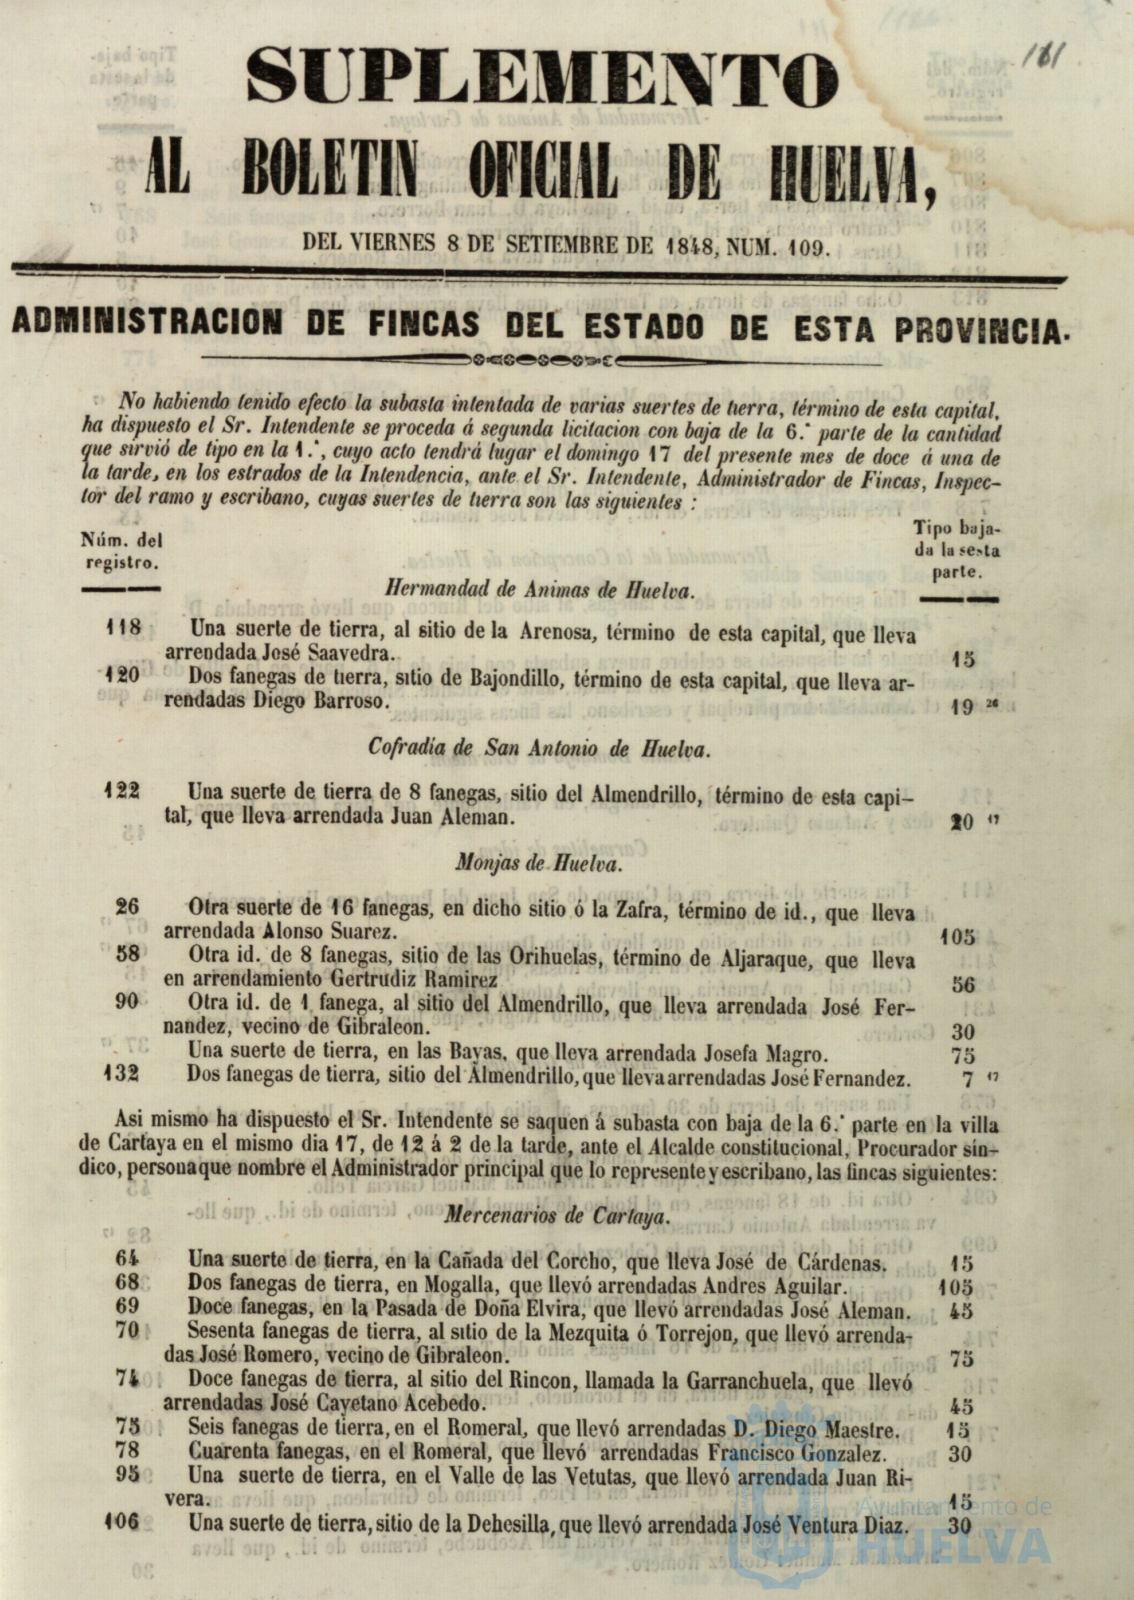 161
SUPLEMENTO
AL BOLETIN OFICIAL DE HUELVA,
DEL VIERNES 8 DE SETIEMBRE DE 1848, NUM. 109.
ADMINISTRACION DE FINCAS DEL ESTADO DE ESTA PROVINCIA.
No habiendo tenido efecto la subasta intentada de varias suertes de tierra, término de esta capital,
ha dispuesto el Sr. Intendente se proceda á segunda licitacion con baja de la 6.ª parte de la cantidad
que sirvió de tipo en la 1.ª, cuyo acto tendrá lugar el domingo 17 del presente mes de doce á una de
la tarde, en los estrados de la Intendencia, ante el Sr. Intendente, Administrador de Fincas, Inspec-
tor del ramo y escribano, cuyas suertes de tierra son las siguientes :
Núm. del
registro.
Tipo baja-
da la sesta
parte.
Hermandad de Animas de Huelva.
118 Una suerte de tierra, al sitio de la Arenosa, término de esta capital, que lleva
arrendada José Saavedra. 15
120 Dos fanegas de tierra, sitio de Bajondillo, término de esta capital, que lleva ar-
rendadas Diego Barroso. 19 26
Cofradia de San Antonio de Huelva.
122 Una suerte de tierra de 8 fanegas, sitio del Almendrillo, término de esta capi-
tal, que lleva arrendada Juan Aleman. 20 17
Monjas de Huelva.
26 Otra suerte de 16 fanegas, en dicho sitio ó la Zafra, término de id., que lleva
arrendada Alonso Suarez. 105
58 Otra id. de 8 fanegas, sitio de las Orihuelas, término de Aljaraque, que lleva
en arrendamiento Gertrudiz Ramirez 56
90 Otra id. de 1 fanega, al sitio del Almendrillo, que lleva arrendada José Fer-
nandez, vecino de Gibraleon. 30
Una suerte de tierra, en las Bayas, que lleva arrendada Josefa Magro. 75
132 Dos fanegas de tierra, sitio del Almendrillo, que lleva arrendadas José Fernandez. 7 17
Asi mismo ha dispuesto el Sr. Intendente se saquen á subasta con baja de la 6.ª parte en la villa
de Cartaya en el mismo dia 17, de 12 á 2 de la tarde, ante el Alcalde constitucional, Procurador sín-
dico, persona que nombre el Administrador principal que lo represente y escribano, las fincas siguientes:
Mercenarios de Cartaya.
64 Una suerte de tierra, en la Cañada del Corcho, que lleva José de Cárdenas. 15
68 Dos fanegas de tierra, en Mogalla, que llevó arrendadas Andres Aguilar. 105
69 Doce fanegas, en la Pasada de Doña Elvira, que llevó arrendadas José Aleman. 45
70 Sesenta fanegas de tierra, al sitio de la Mezquita ó Torrejon, que llevó arrenda-
das José Romero, vecino de Gibraleon. 75
74 Doce fanegas de tierra, al sitio del Rincon, llamada la Garranchuela, que llevó
arrendadas José Cayetano Acebedo. 45
75 Seis fanegas de tierra, en el Romeral, que llevó arrendadas D. Diego Maestre. 15
78 Cuarenta fanegas, en el Romeral, que llevó arrendadas Francisco Gonzalez. 30
95 Una suerte de tierra, en el Valle de las Vetutas, que llevó arrendada Juan Ri-
vera. 15
106 Una suerte de tierra, sitio de la Dehesilla, que llevó arrendada José Ventura Diaz. 30
Ayuntamiento de
HUELVA